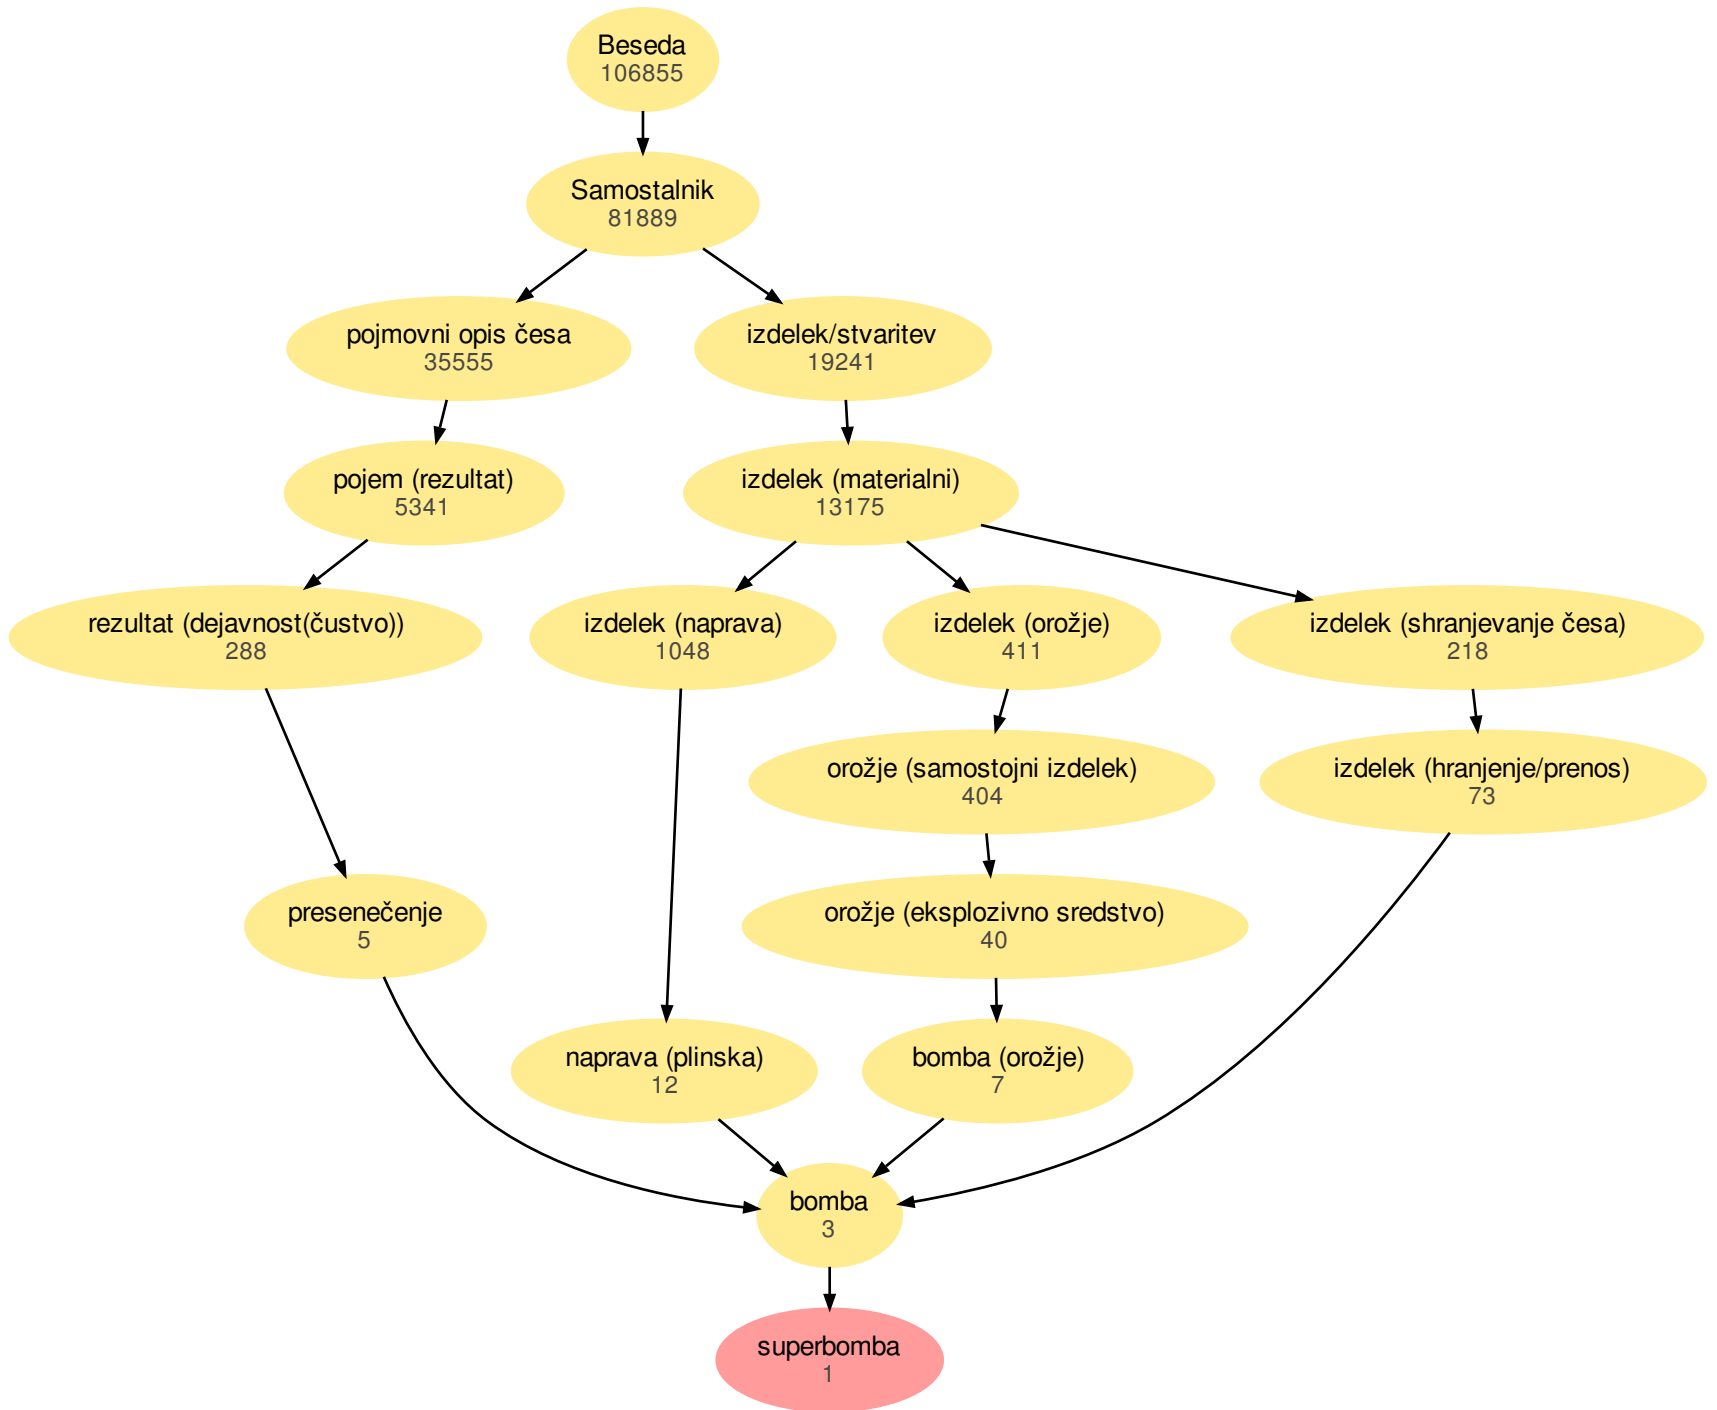 Beseda
106855
Samostalnik
81889
pojmovni opis česa
35555
izdelek/stvaritev
19241
pojem (rezultat)
5341
izdelek (materialni)
13175
rezultat (dejavnost(čustvo))
288
izdelek (naprava)
1048
izdelek (orožje)
411
izdelek (shranjevanje česa)
218
orožje (samostojni izdelek)
404
izdelek (hranjenje/prenos)
73
presenečenje
5
orožje (eksplozivno sredstvo)
40
naprava (plinska)
12
bomba (orožje)
7
bomba
3
superbomba
1